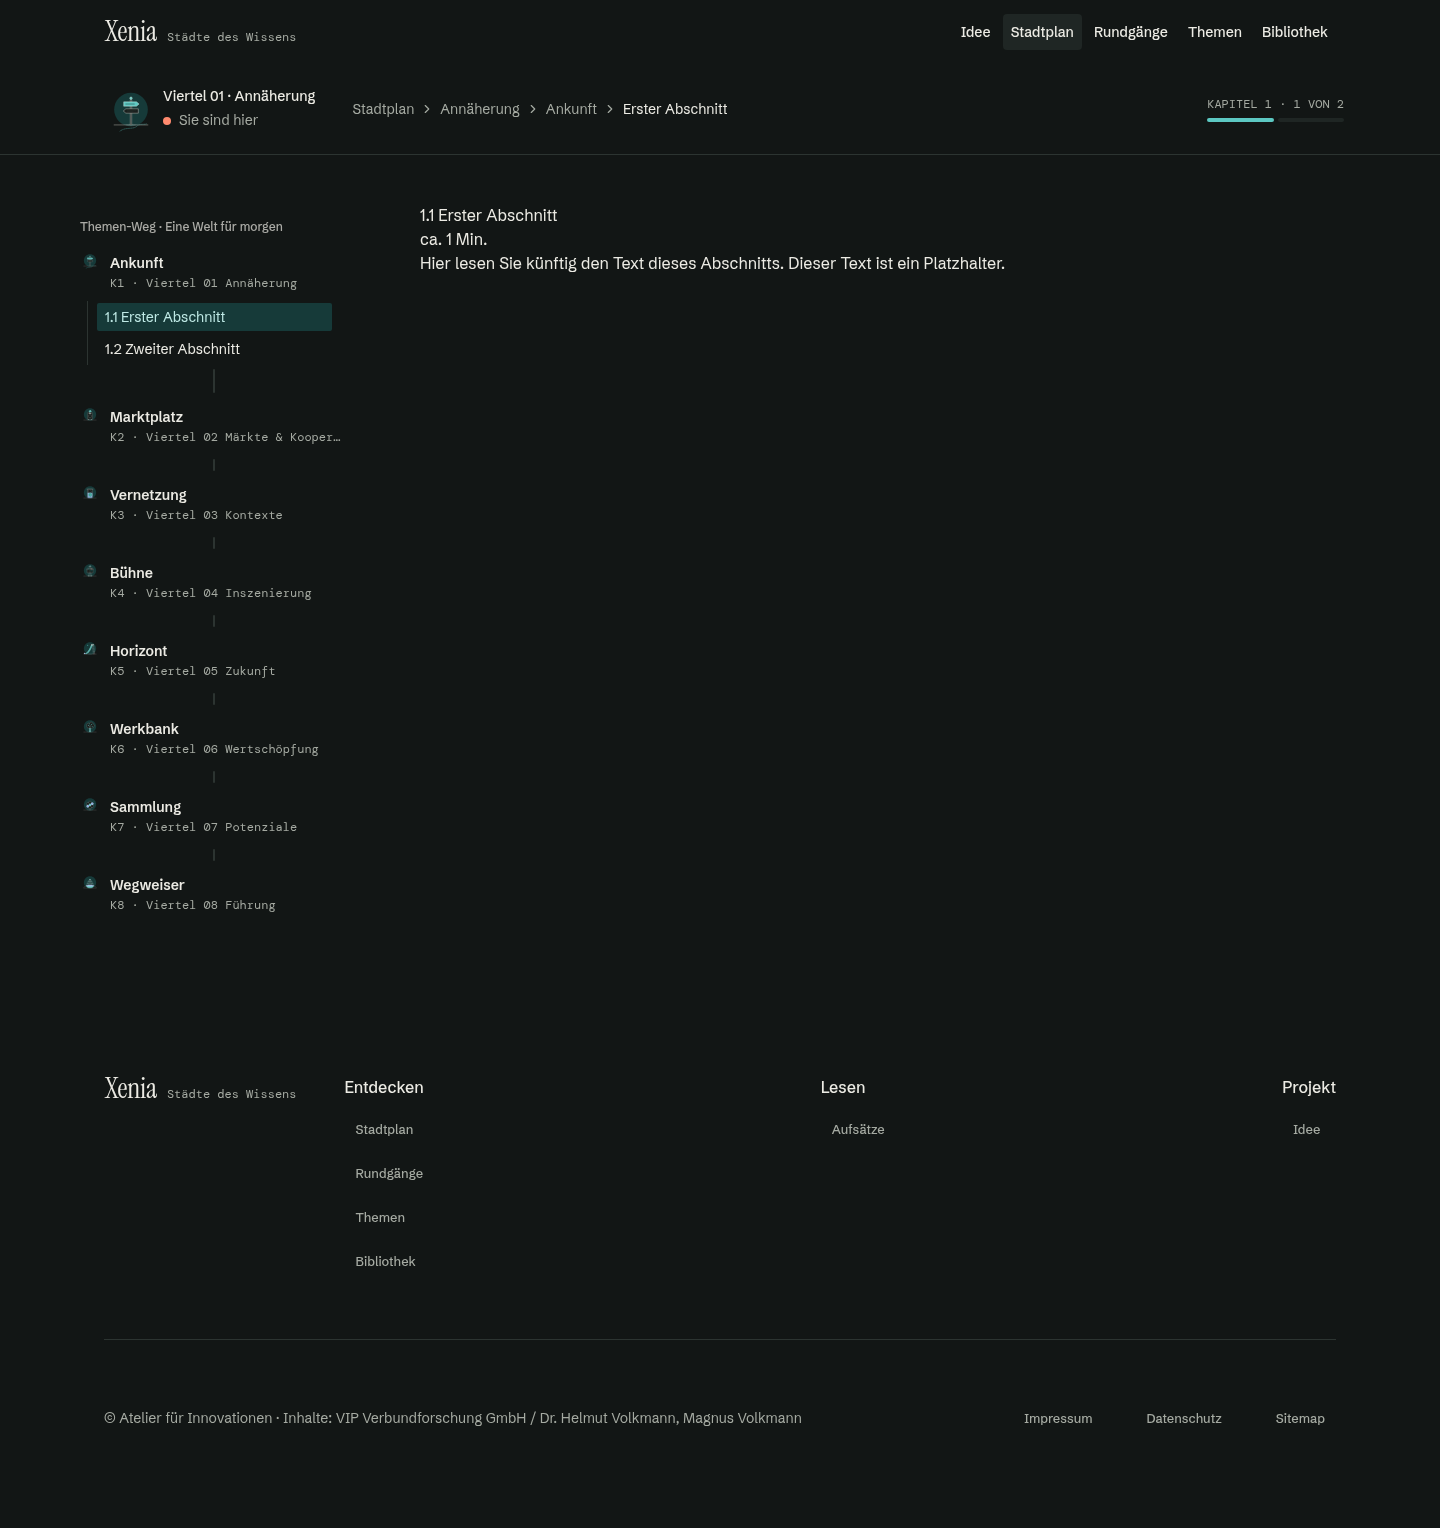 Xenia Städte des Wissens
Idee Stadtplan Rundgänge Themen Bibliothek
Viertel 01 · Annäherung
Sie sind hier
Stadtplan > Annäherung > Ankunft > Erster Abschnitt
KAPITEL 1 · 1 VON 2
Themen-Weg · Eine Welt für morgen
Ankunft
K1 · Viertel 01 Annäherung
1.1 Erster Abschnitt
1.2 Zweiter Abschnitt
Marktplatz
K2 · Viertel 02 Märkte & Kooper…
Vernetzung
K3 · Viertel 03 Kontexte
Bühne
K4 · Viertel 04 Inszenierung
Horizont
K5 · Viertel 05 Zukunft
Werkbank
K6 · Viertel 06 Wertschöpfung
Sammlung
K7 · Viertel 07 Potenziale
Wegweiser
K8 · Viertel 08 Führung
1.1 Erster Abschnitt
ca. 1 Min.
Hier lesen Sie künftig den Text dieses Abschnitts. Dieser Text ist ein Platzhalter.
Xenia Städte des Wissens
Entdecken
Stadtplan
Rundgänge
Themen
Bibliothek
Lesen
Aufsätze
Projekt
Idee
© Atelier für Innovationen · Inhalte: VIP Verbundforschung GmbH / Dr. Helmut Volkmann, Magnus Volkmann
Impressum Datenschutz Sitemap